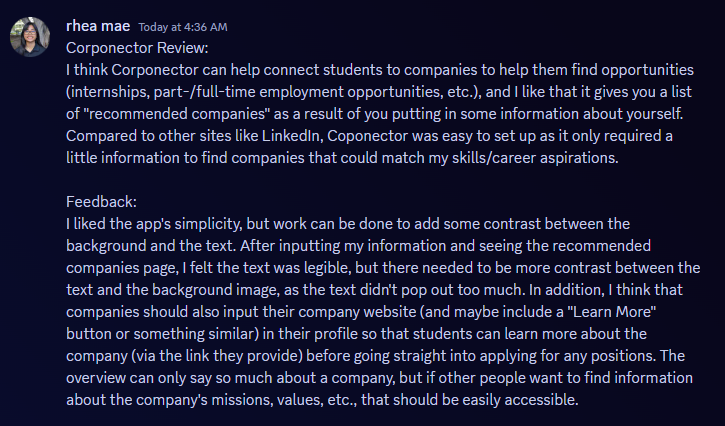 rhea mae Today at 4:36 AM
Corponector Review:
I think Corponector can help connect students to companies to help them find opportunities
(internships, part-/full-time employment opportunities, etc.), and I like that it gives you a list
of "recommended companies" as a result of you putting in some information about yourself.
Compared to other sites like LinkedIn, Coponector was easy to set up as it only required a
little information to find companies that could match my skills/career aspirations.
Feedback:
I liked the app's simplicity, but work can be done to add some contrast between the
background and the text. After inputting my information and seeing the recommended
companies page, I felt the text was legible, but there needed to be more contrast between the
text and the background image, as the text didn't pop out too much. In addition, I think that
companies should also input their company website (and maybe include a "Learn More"
button or something similar) in their profile so that students can learn more about the
company (via the link they provide) before going straight into applying for any positions. The
overview can only say so much about a company, but if other people want to find information
about the company's missions, values, etc., that should be easily accessible.